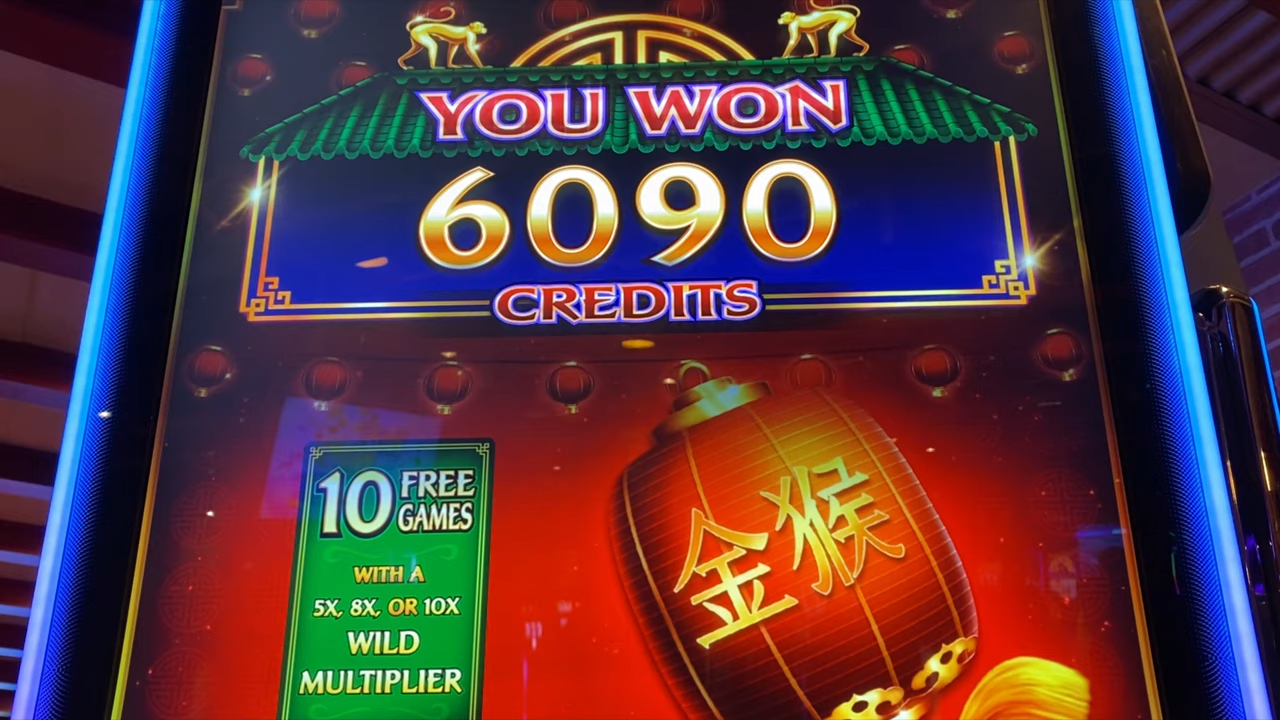 YOU WON
6090
CREDITS
10 FREE
GAMES
WITH A
5X, 8X, OR 10X
WILD
MULTIPLIER
金猴